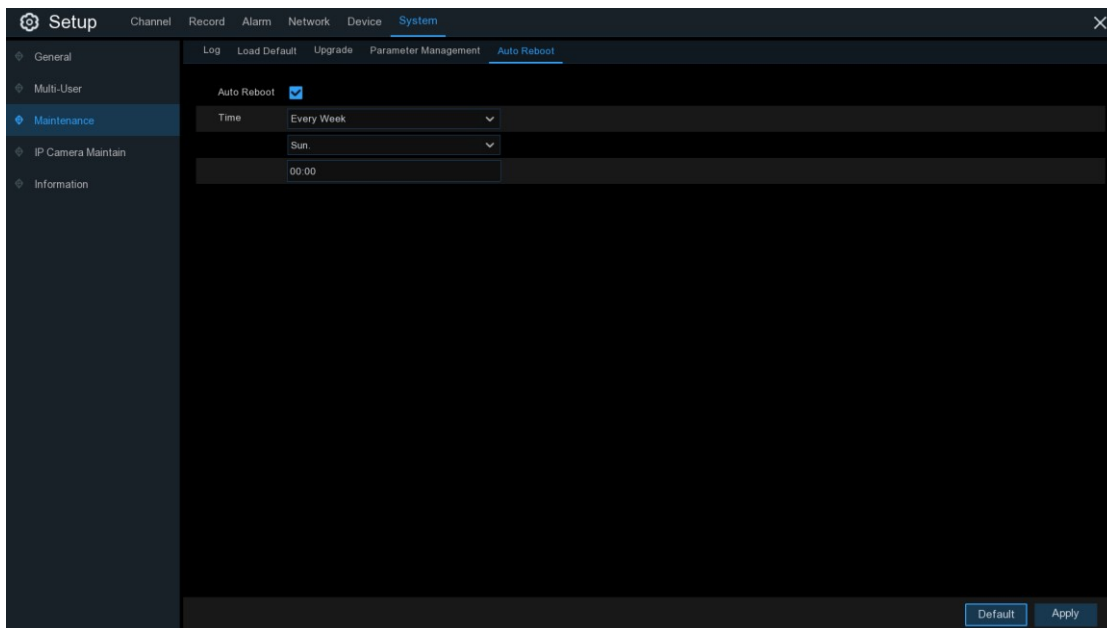 Setup Channel Record Alarm Network Device System
General
Multi-User
Maintenance
IP Camera Maintain
Information
Log Load Default Upgrade Parameter Management Auto Reboot
Auto Reboot
Time Every Week
Sun.
00:00
Default Apply